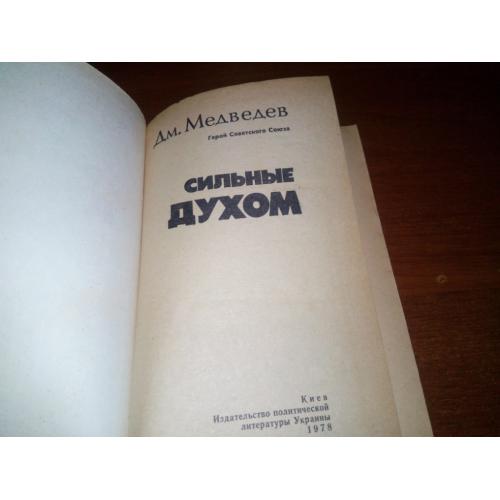 Дм. Медведев
Герой Советского Союза
СИЛЬНЫЕ
ДУХОМ
Киев
Издательство политической
литературы Украины
1978